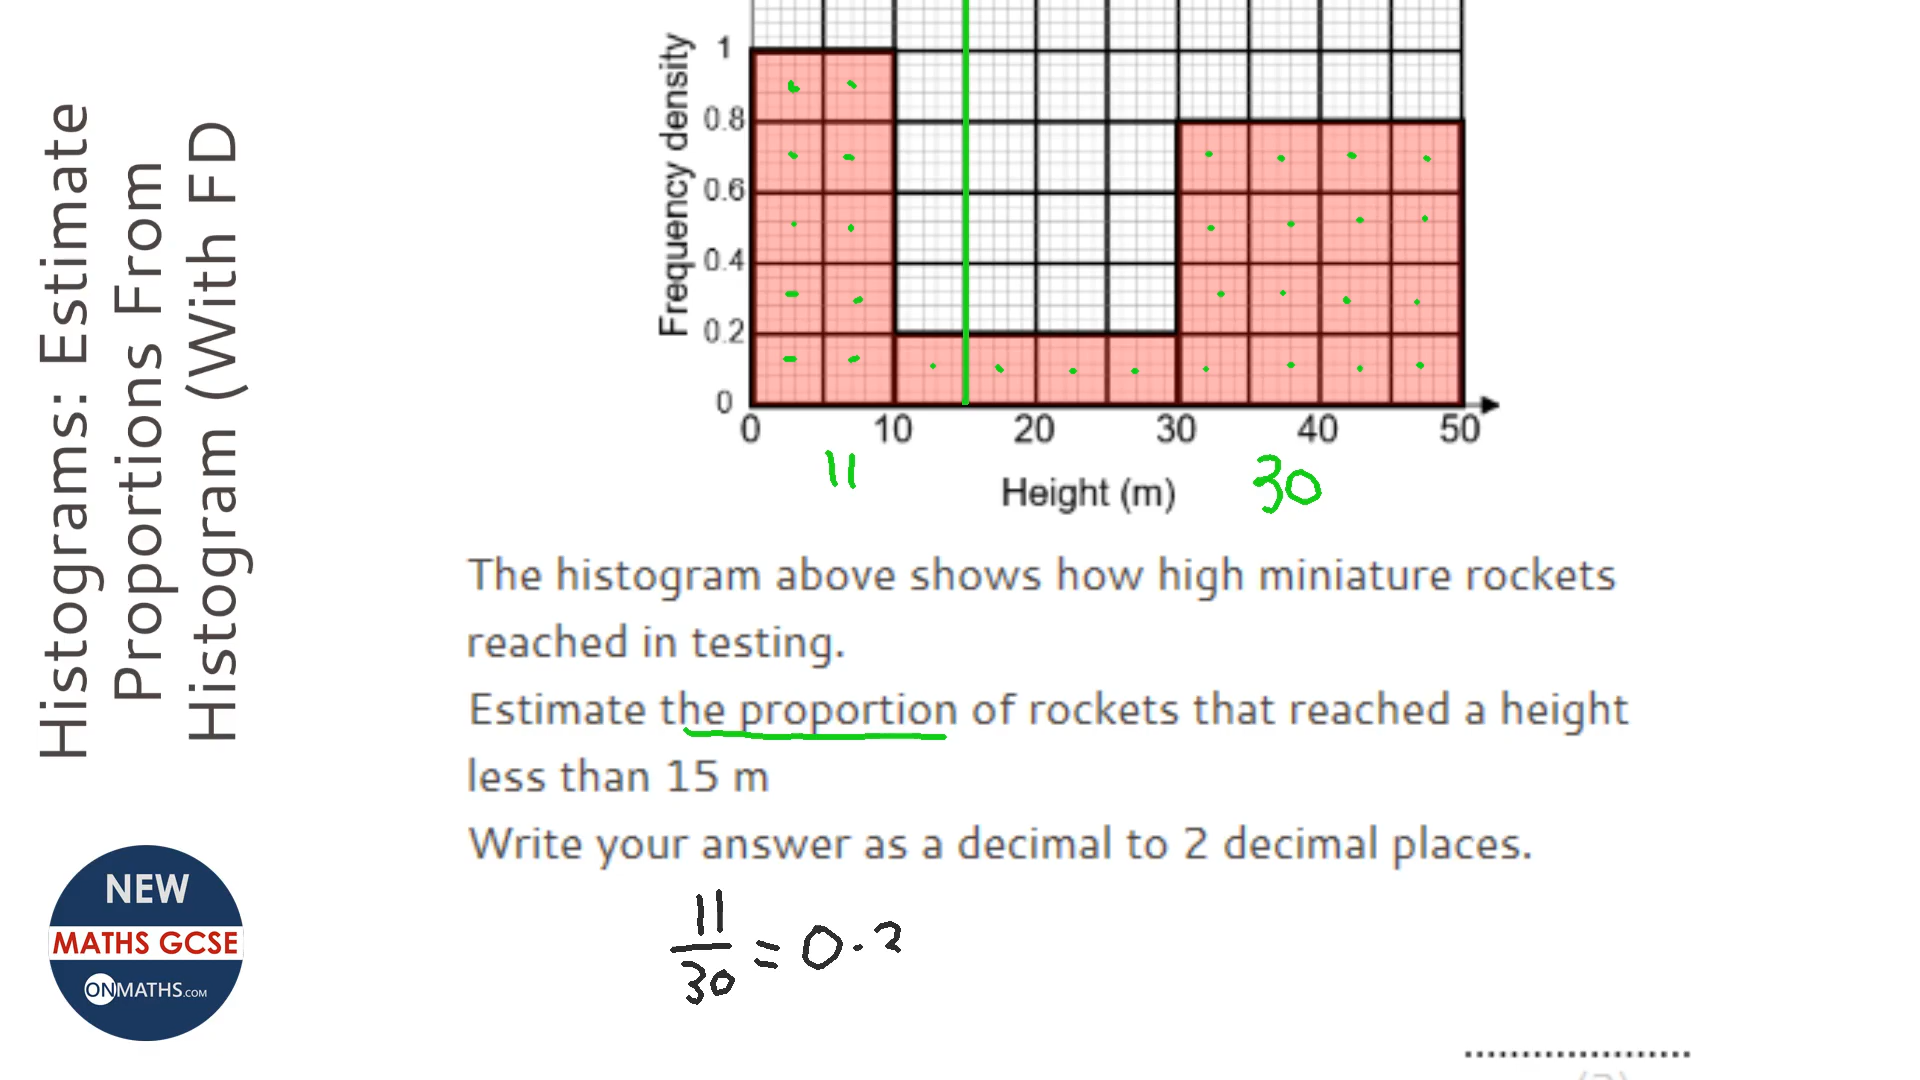 Histograms: Estimate
Proportions From
Histogram (With FD
Frequency density
1
0.8
0.6
0.4
0.2
0
0 10 20 30 40 50
11
30
Height (m)
The histogram above shows how high miniature rockets
reached in testing.
Estimate the proportion of rockets that reached a height
less than 15 m
Write your answer as a decimal to 2 decimal places.
11
30
= 0.3
NEW
MATHS GCSE
ONMATHS.COM